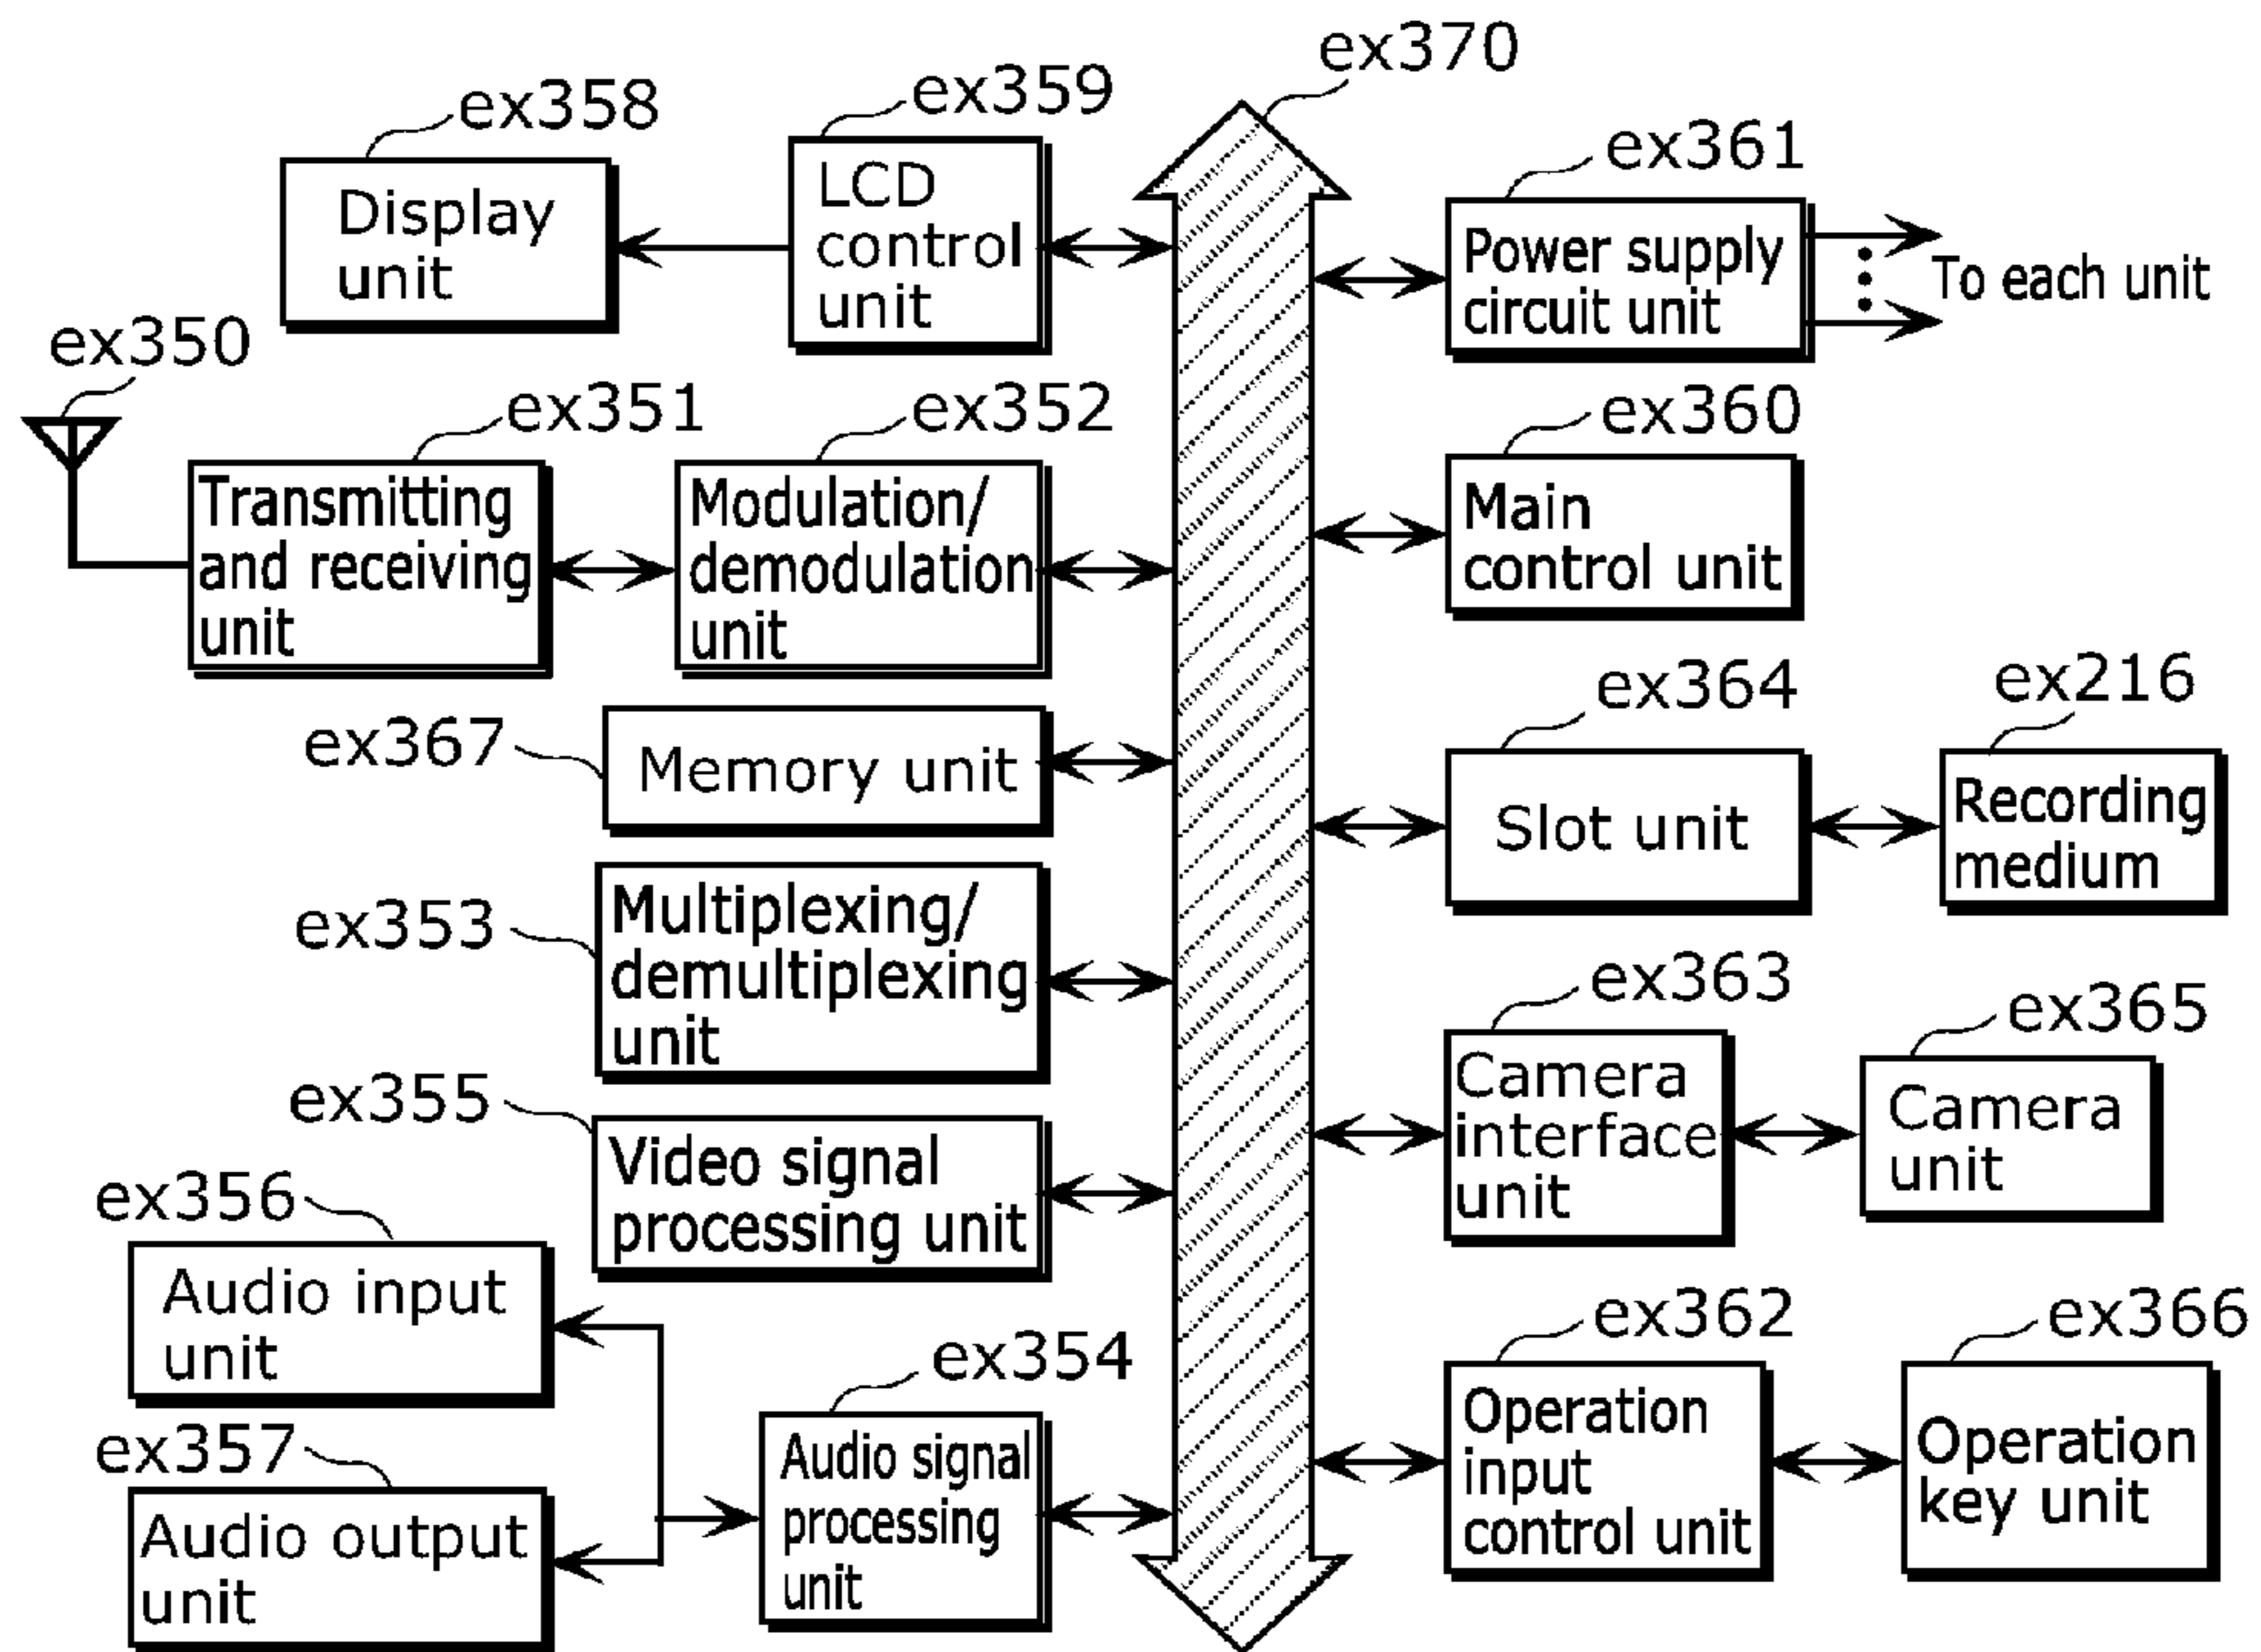 ex370
ex358
ex359
ex361
Display
unit
LCD
control
unit
Power supply
circuit unit
To each unit
ex350
ex351
ex352
ex360
Transmitting
and receiving
unit
Modulation/
demodulation
unit
Main
control unit
ex367
Memory unit
ex364
ex216
Slot unit
Recording
medium
ex353
Multiplexing/
demultiplexing
unit
ex363
ex365
Camera
interface
unit
Camera
unit
ex355
Video signal
processing unit
ex356
Audio input
unit
ex354
ex362
ex366
ex357
Audio output
unit
Audio signal
processing
unit
Operation
input
control unit
Operation
key unit